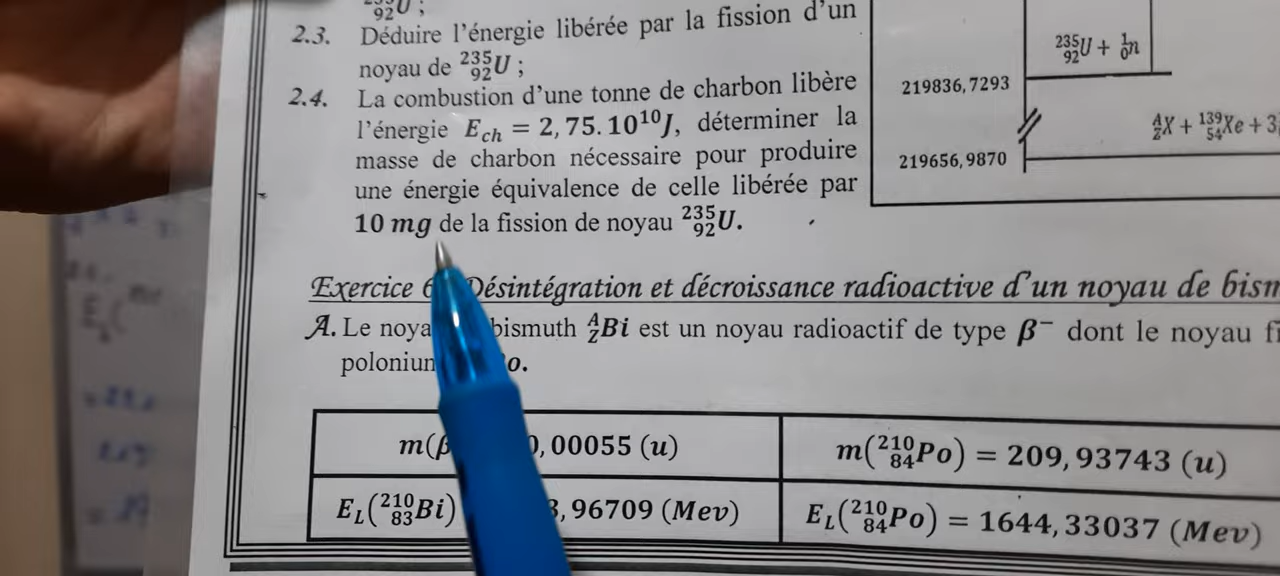 ²³⁵₉₂U ;
2.3. Déduire l'énergie libérée par la fission d'un
noyau de ²³⁵₉₂U ;
2.4. La combustion d'une tonne de charbon libère
l'énergie E_ch = 2, 75. 10¹⁰J, déterminer la
masse de charbon nécessaire pour produire
une énergie équivalence de celle libérée par
10 mg de la fission de noyau ²³⁵₉₂U.
²³⁵₉₂U + ¹₀n
219836,7293
ᴬ_ZX + ¹³⁹₅₄Xe + 3
219656,9870
Exercice 6 Désintégration et décroissance radioactive d'un noyau de bism
A. Le noya bismuth ᴬ_ZBi est un noyau radioactif de type β⁻ dont le noyau fi
poloniu o.
m(β ,00055 (u)
m(²¹⁰₈₄Po) = 209,93743 (u)
E_L(²¹⁰₈₃Bi) ,96709 (Mev)
E_L(²¹⁰₈₄Po) = 1644,33037 (Mev)